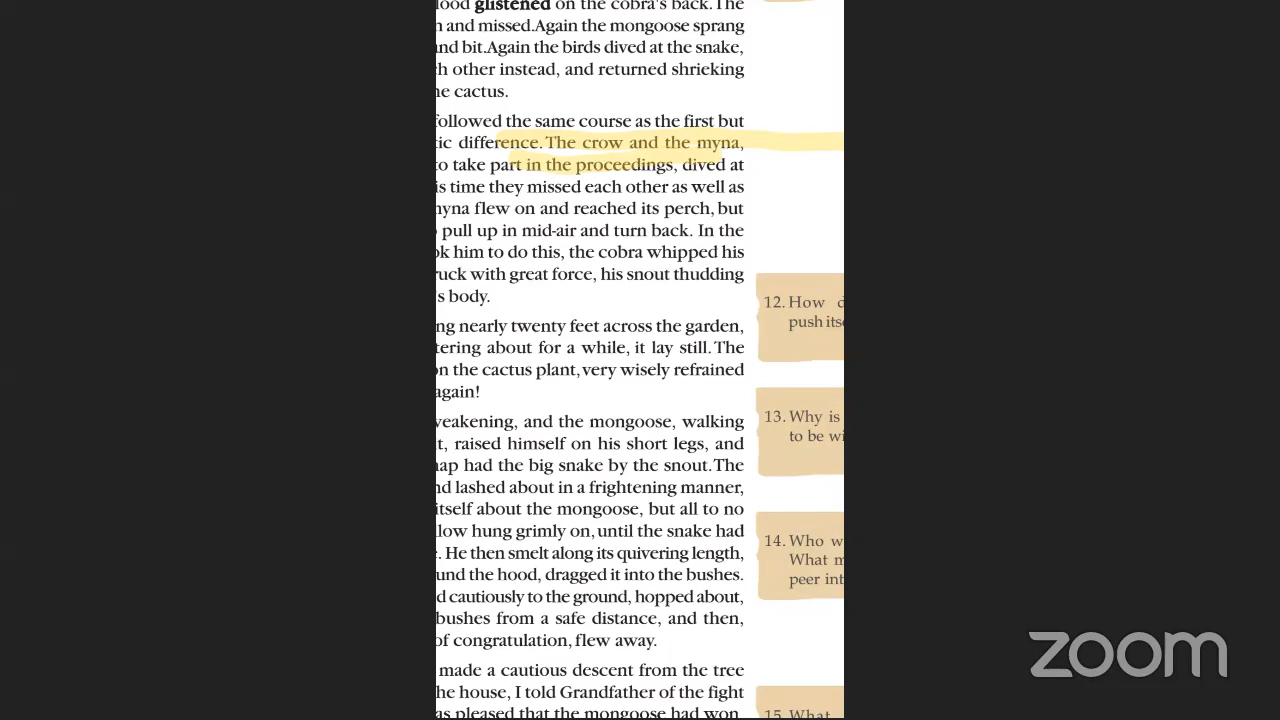 lood glistened on the cobra's back. The
n and missed. Again the mongoose sprang
and bit. Again the birds dived at the snake,
ch other instead, and returned shrieking
he cactus.
followed the same course as the first but
tic difference. The crow and the myna,
to take part in the proceedings, dived at
is time they missed each other as well as
myna flew on and reached its perch, but
pull up in mid-air and turn back. In the
ok him to do this, the cobra whipped his
ruck with great force, his snout thudding
's body.
ng nearly twenty feet across the garden,
tering about for a while, it lay still. The
on the cactus plant, very wisely refrained
again!
weakening, and the mongoose, walking
t, raised himself on his short legs, and
nap had the big snake by the snout. The
nd lashed about in a frightening manner,
itself about the mongoose, but all to no
llow hung grimly on, until the snake had
e. He then smelt along its quivering length,
und the hood, dragged it into the bushes.
d cautiously to the ground, hopped about,
bushes from a safe distance, and then,
of congratulation, flew away.
made a cautious descent from the tree
he house, I told Grandfather of the fight
as pleased that the mongoose had won.
12. How d
push itse
13. Why is
to be wi
14. Who w
What m
peer int
15. What
zoom